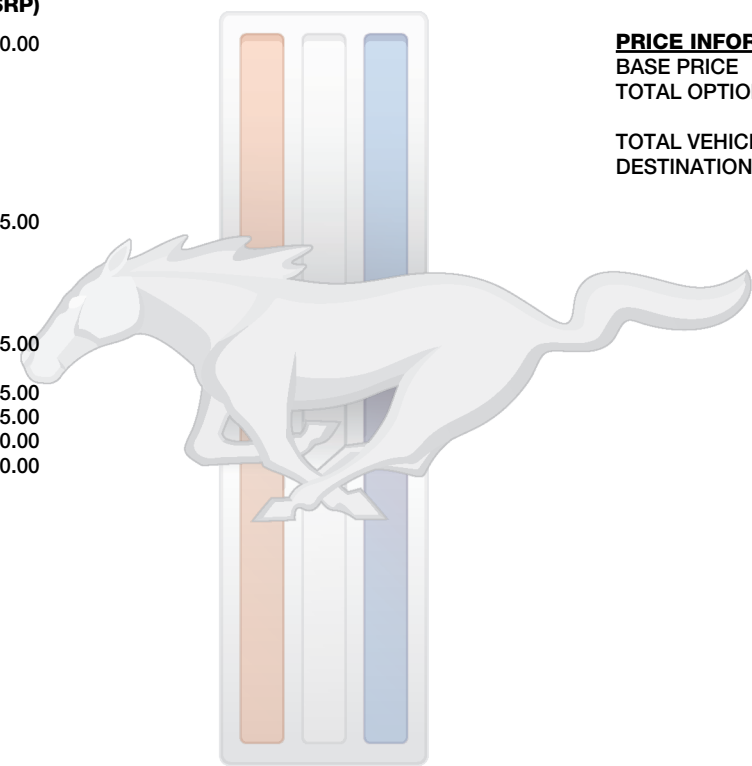 SRP)
0.00
5.00
5.00
5.00
5.00
0.00
0.00
PRICE INFOR
BASE PRICE
TOTAL OPTIO
TOTAL VEHICL
DESTINATION